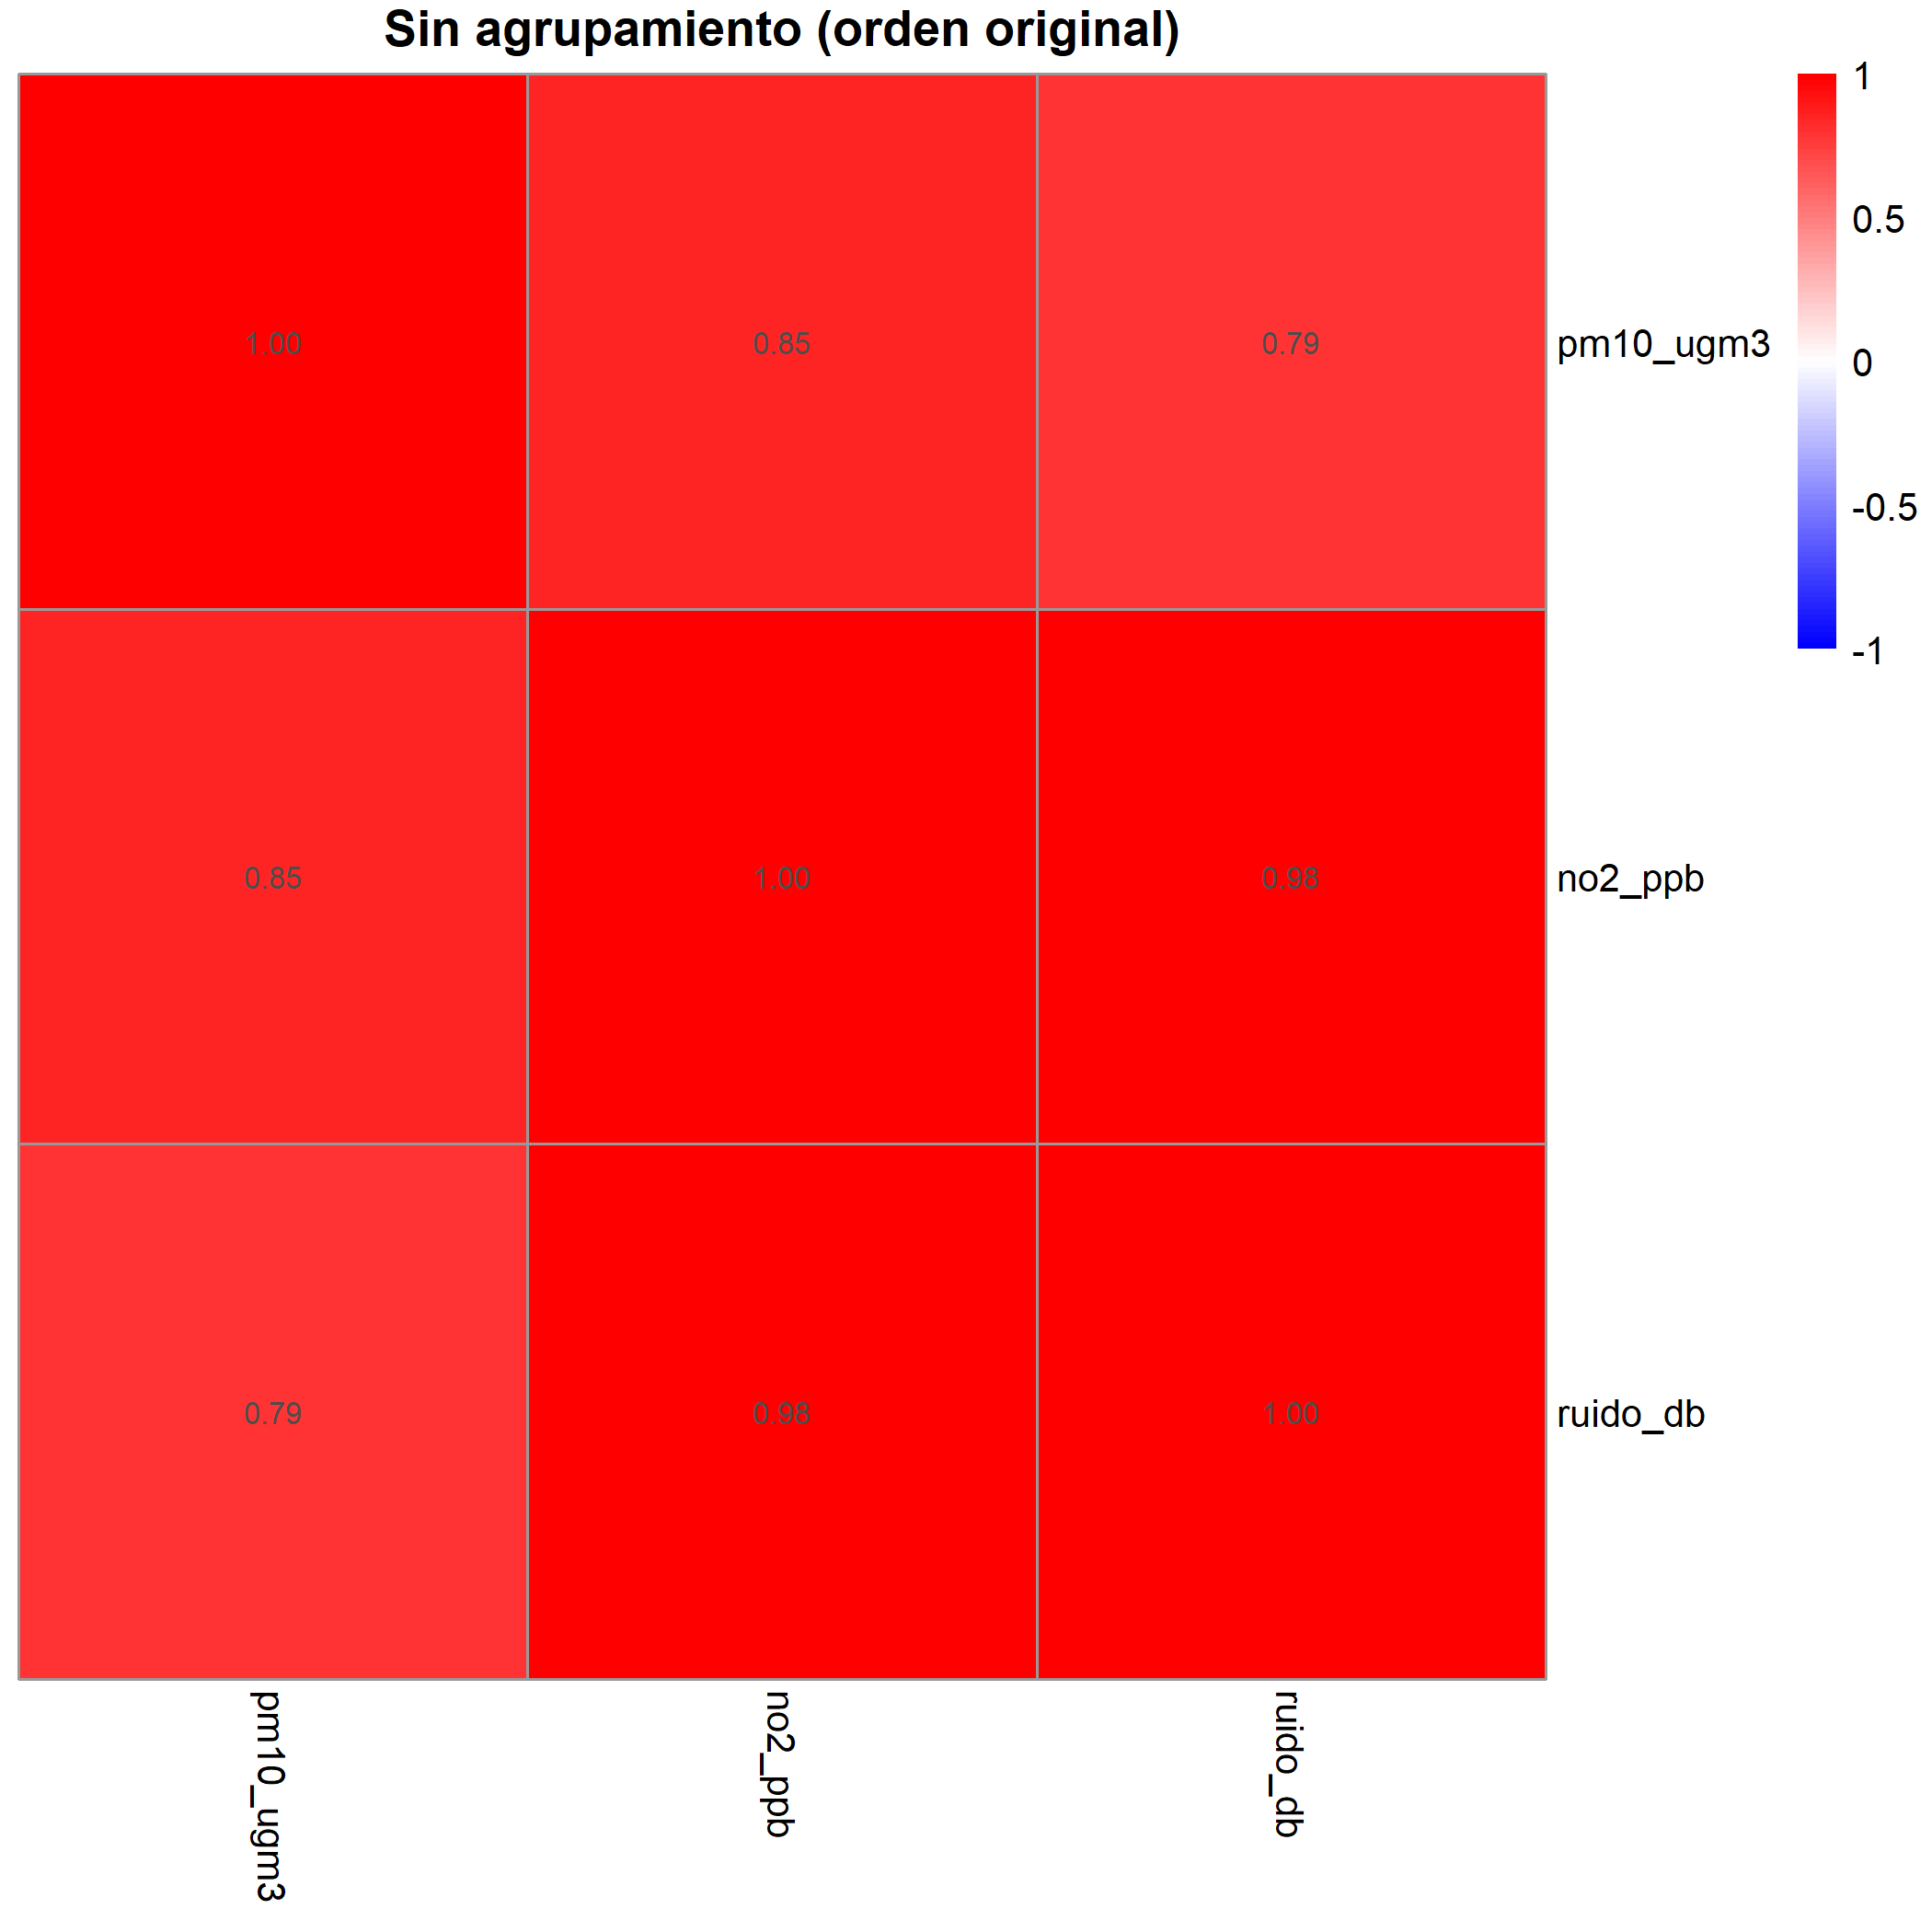 Sin agrupamiento (orden original)
1
0.5
0
-0.5
-1
1.00 0.85 0.79 pm10_ugm3
0.85 1.00 0.98 no2_ppb
0.79 0.98 1.00 ruido_db
pm10_ugm3 no2_ppb ruido_db